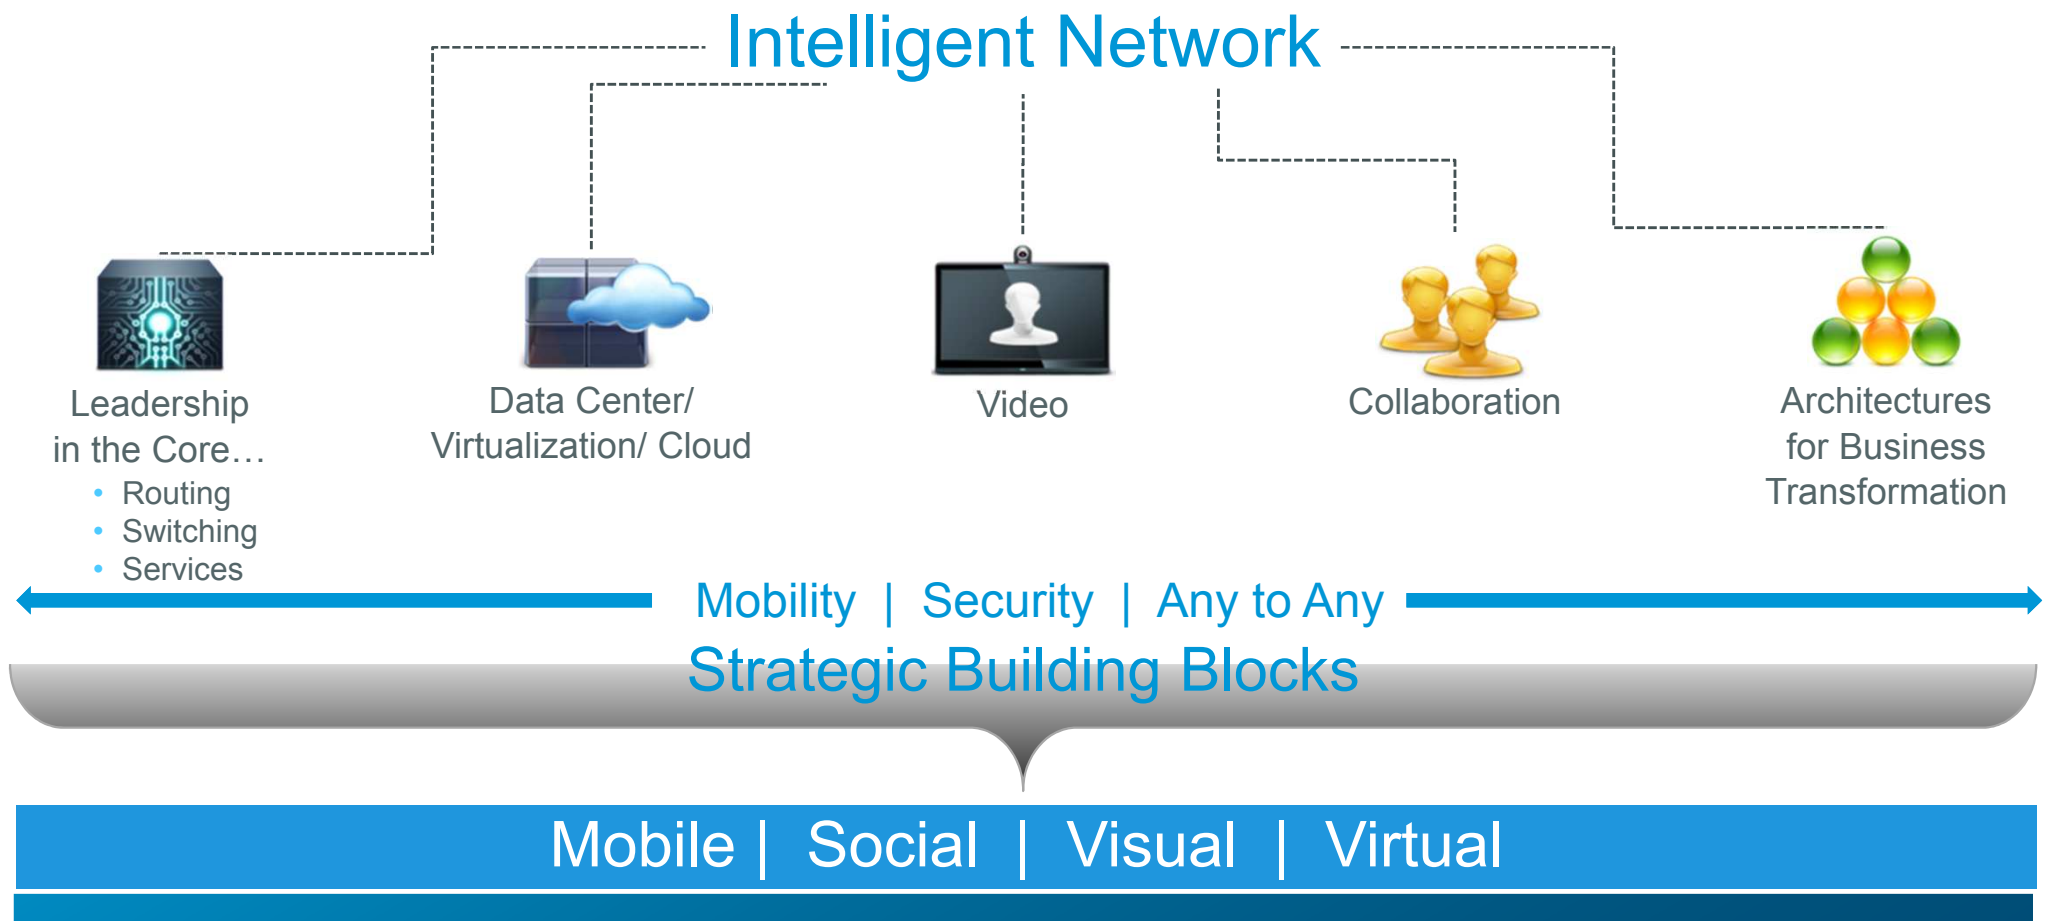 Intelligent Network
Leadership
in the Core…
• Routing
• Switching
• Services
Data Center/
Virtualization/ Cloud
Video
Collaboration
Architectures
for Business
Transformation
Mobility | Security | Any to Any
Strategic Building Blocks
Mobile | Social | Visual | Virtual